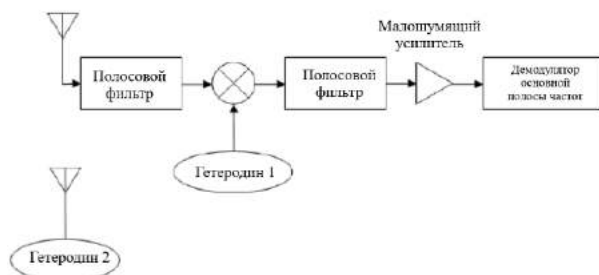 Малошумящий
усилитель
Полосовой
фильтр
Полосовой
фильтр
Демодулятор
основной
полосы частот
Гетеродин 1
Гетеродин 2